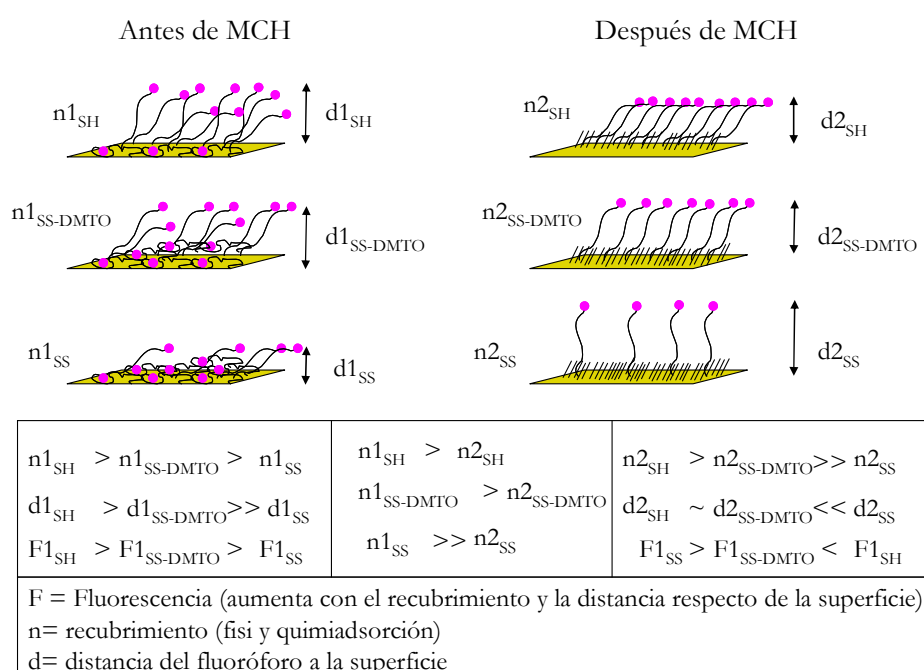 Antes de MCH
Después de MCH
n1SH
d1SH
n2SH
d2SH
n1SS-DMTO
d1SS-DMTO
n2SS-DMTO
d2SS-DMTO
n1SS
d1SS
n2SS
d2SS
n1SH > n1SS-DMTO > n1SS
d1SH > d1SS-DMTO>> d1SS
F1SH > F1SS-DMTO > F1SS
n1SH > n2SH
n1SS-DMTO > n2SS-DMTO
n1SS >> n2SS
n2SH > n2SS-DMTO>> n2SS
d2SH ~ d2SS-DMTO<< d2SS
F1SS > F1SS-DMTO < F1SH
F = Fluorescencia (aumenta con el recubrimiento y la distancia respecto de la superficie)
n= recubrimiento (fisi y quimiadsorción)
d= distancia del fluoróforo a la superficie